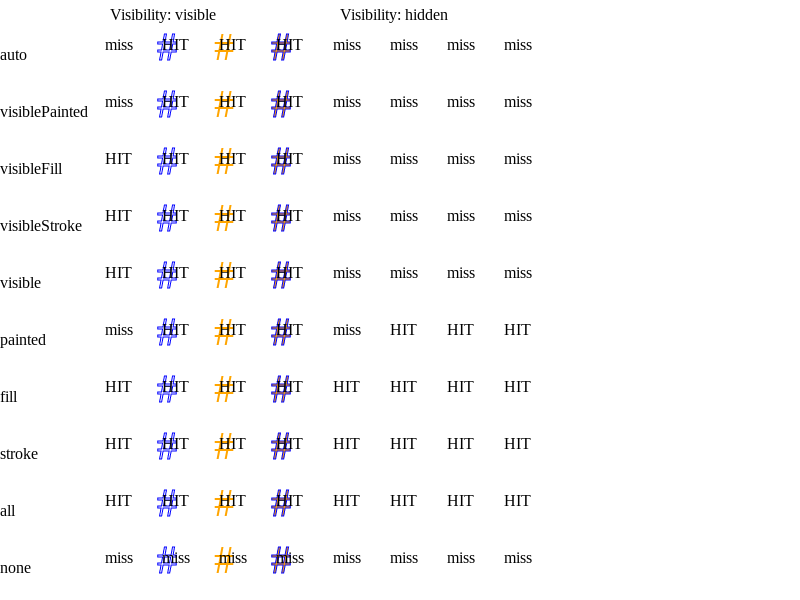 Visibility: visible Visibility: hidden
auto miss # HIT # HIT # HIT miss miss miss miss
visiblePainted miss # HIT # HIT # HIT miss miss miss miss
visibleFill HIT # HIT # HIT # HIT miss miss miss miss
visibleStroke HIT # HIT # HIT # HIT miss miss miss miss
visible HIT # HIT # HIT # HIT miss miss miss miss
painted miss # HIT # HIT # HIT miss HIT HIT HIT
fill HIT # HIT # HIT # HIT HIT HIT HIT HIT
stroke HIT # HIT # HIT # HIT HIT HIT HIT HIT
all HIT # HIT # HIT # HIT HIT HIT HIT HIT
none miss # miss # miss # miss miss miss miss miss